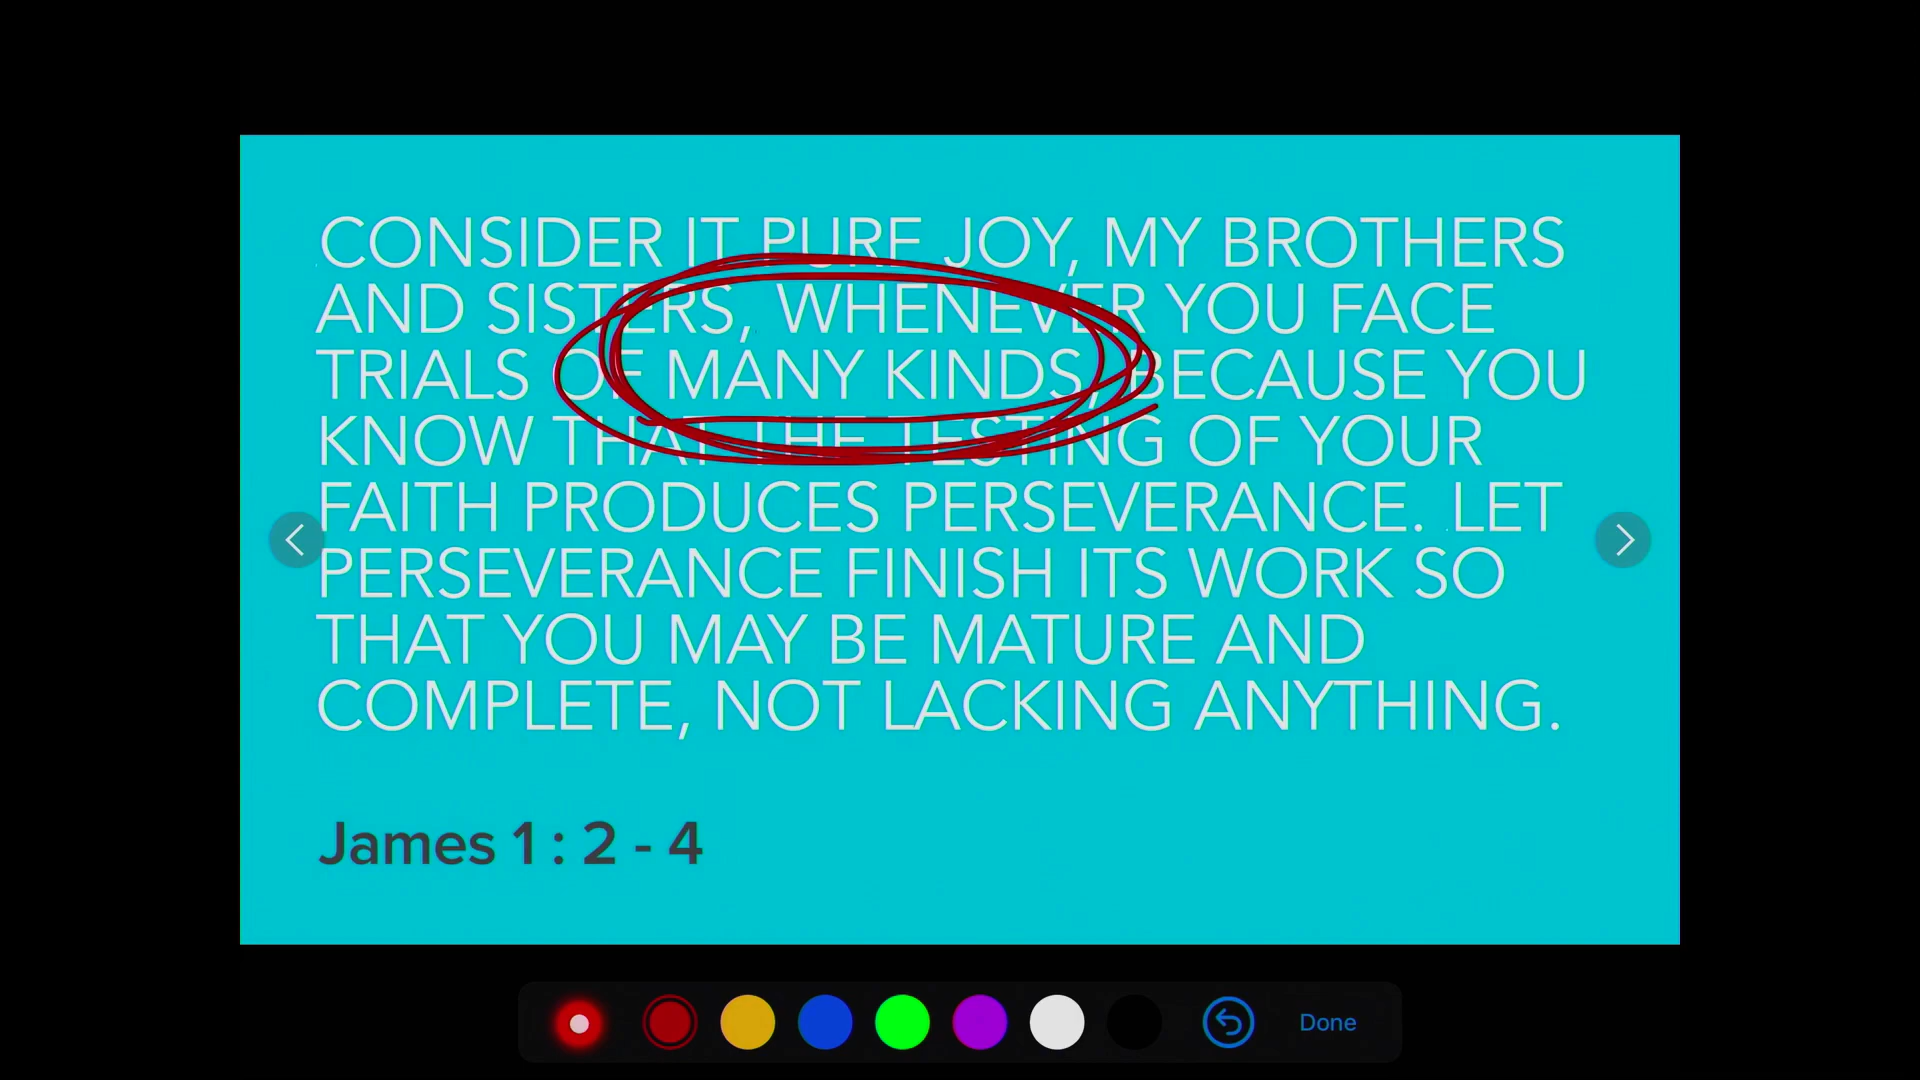 CONSIDER IT PURE JOY, MY BROTHERS
AND SISTERS, WHENEVER YOU FACE
TRIALS OF MANY KINDS, BECAUSE YOU
KNOW THAT THE TESTING OF YOUR
FAITH PRODUCES PERSEVERANCE. LET
PERSEVERANCE FINISH ITS WORK SO
THAT YOU MAY BE MATURE AND
COMPLETE, NOT LACKING ANYTHING.
James 1 : 2 - 4
Done